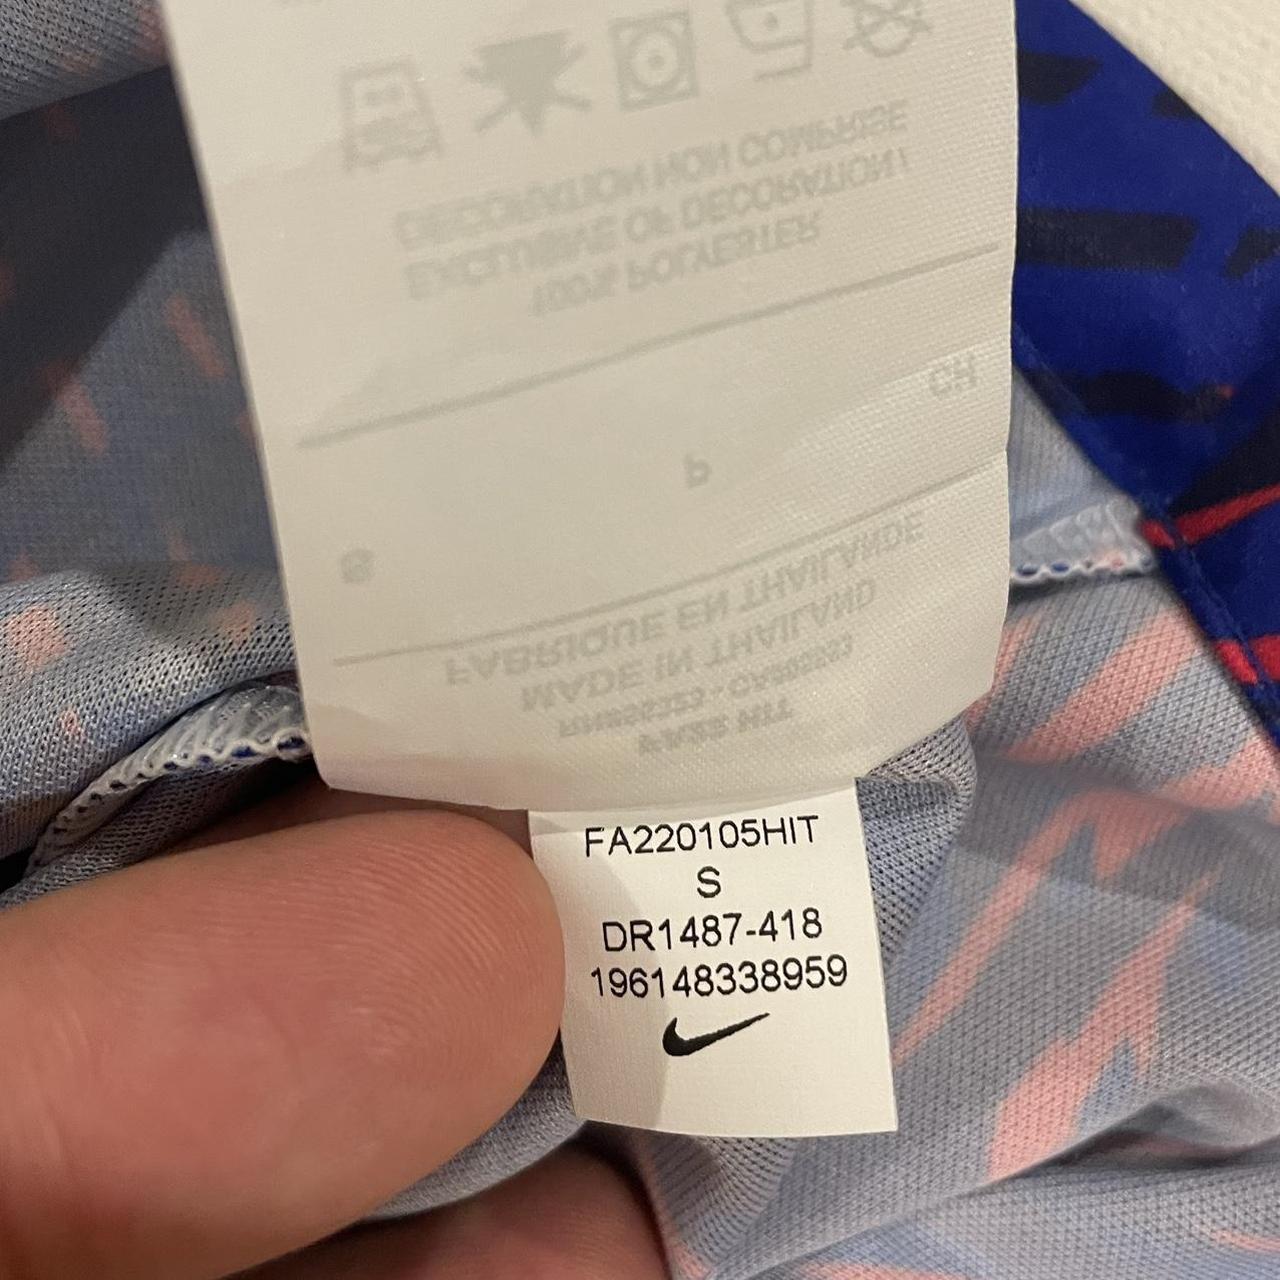 MADE IN THAILAND
FABRIQUE EN THAILANDE
P
CH
100% POLYESTER
EXCLUSIVE OF DECORATION/
DECORATION NON COMPRISE
FA220105HIT
S
DR1487-418
196148338959